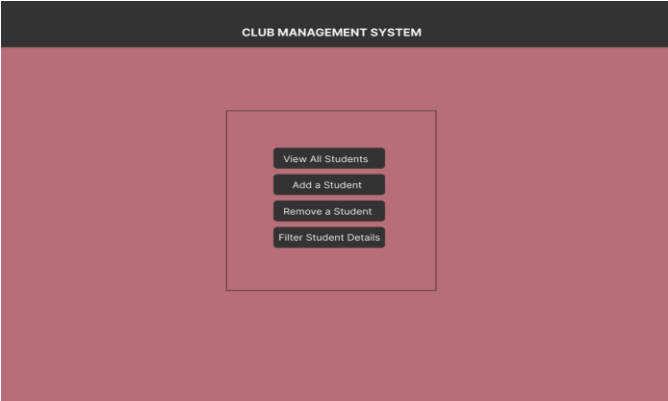 CLUB MANAGEMENT SYSTEM
View All Students
Add a Student
Remove a Student
Filter Student Details